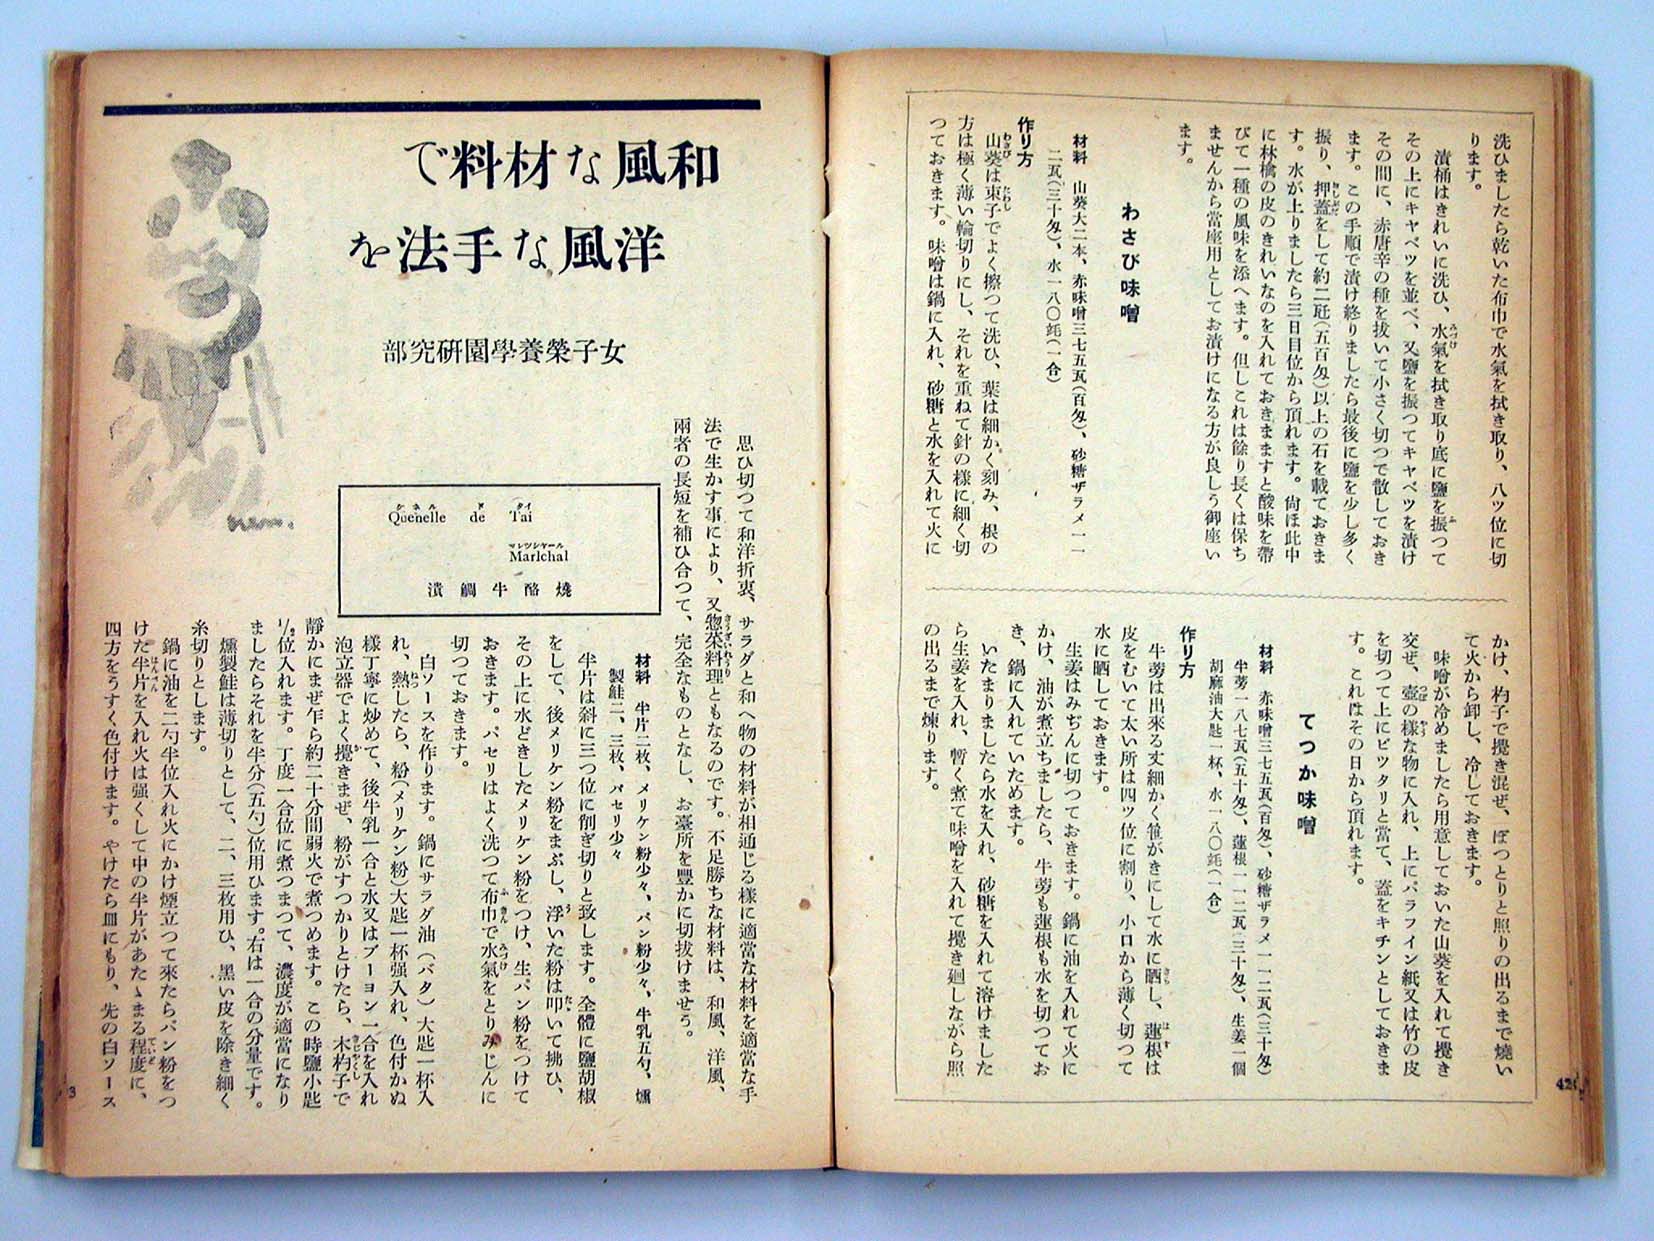 洗ひましたら乾いた布巾で水氣を拭き取り、八ツ位に切
ります。
漬桶はきれいに洗ひ、水氣を拭き取り底に鹽を振つて
その上にキャベツを並べ、又鹽を振つてキャベツを漬け
その間に、赤唐辛の種を抜いて小さく切つて散しておき
ます。この手順で漬け終りましたら最後に鹽を少し多く
振り、押蓋をして約二瓩(五百匁)以上の石を載ておきま
す。水が上りましたら三日目位から頂れます。尙ほ此中
に林檎の皮のきれいなのを入れておきますと酸味を帶
びて一種の風味を添へます。但しこれは餘り長くは保ち
ませんから當座用としてお漬けになる方が良しう御座い
ます。
わさび味噌
材料 山葵大二本、赤味噌三七五瓦(百匁)、砂糖ザラメ一一
二瓦(三十匁)、水一八〇竓(一合)
作り方
山葵は束子でよく擦つて洗ひ、葉は細かく刻み、根の
方は極く薄い輪切りにし、それを重ねて針の樣に細く切
つておきます。味噌は鍋に入れ、砂糖と水を入れて火に
かけ、杓子で攪き混ぜ、ぽつとりと照りの出るまで燒い
て火から卸し、冷しておきます。
味噌が冷めましたら用意しておいた山葵を入れて攪き
交ぜ、壺の樣な物に入れ、上にパラフイン紙又は竹の皮
を切つて上にピツタリと當て、蓋をキチンとしておきま
す。これはその日から頂れます。
てつか味噌
材料 赤味噌三七五瓦(百匁)、砂糖ザラメ一一二瓦(三十匁)
牛蒡一八七瓦(五十匁)、蓮根一一二瓦(三十匁)、生姜一個
胡麻油大匙一杯、水一八〇竓(一合)
作り方
牛蒡は出來る丈細かく笹がきにして水に晒し、蓮根は
皮をむいて太い所は四ツ位に割り、小口から薄く切つて
水に晒しておきます。
生姜はみぢんに切つておきます。鍋に油を入れて火に
かけ、油が煮立ちましたら、牛蒡も蓮根も水を切つてお
き、鍋に入れていためます。
いたまりましたら水を入れ、砂糖を入れて溶けました
ら生姜を入れ、暫く煮て味噌を入れて攪き廻しながら照
の出るまで煉ります。
42
和風な材料で
洋風な手法を
女子榮養學園研究部
思ひ切つて和洋折衷、サラダと和へ物の材料が相通じる樣に適當な材料を適當な手
法で生かす事により、又惣菜料理ともなるのです。不足勝ちな材料は、和風、洋風、
兩者の長短を補ひ合つて、完全なものとなし、お臺所を豐かに切抜けませう。
クネル ド タイ
Quenelle de Tai
マレツシヤール
Marichal
燒酪牛鯛漬
材料 半片二枚、メリケン粉少々、パン粉少々、牛乳五勺、燻
製鮭二、三枚、パセリ少々
半片は斜に三つ位に削ぎ切りと致します。全體に鹽胡椒
をして、後メリケン粉をまぶし、浮いた粉は叩いて拂ひ、
その上に水どきしたメリケン粉をつけ、生パン粉をつけて
おきます。パセリはよく洗つて布巾で水氣をとりみじんに
切つておきます。
白ソースを作ります。鍋にサラダ油(バタ)大匙一杯入
れ、熱したら、粉(メリケン粉)大匙一杯强入れ、色付かぬ
樣丁寧に炒めて、後牛乳一合と水又はブーヨン一合を入れ
泡立器でよく攪きまぜ、粉がすつかりとけたら、木杓子で
靜かにまぜ乍ら約二十分間弱火で煮つめます。この時鹽小匙
½位入れます。丁度一合位に煮つまつて、濃度が適當になり
ましたらそれを半分(五勺)位用ひます。右は一合の分量です。
燻製鮭は薄切りとして、二、三枚用ひ、黑い皮を除き細く
糸切りとします。
鍋に油を二勺半位入れ火にかけ煙立つて來たらパン粉をつ
けた半片を入れ火は强くして中の半片があたゝまる程度に、
四方をうすく色付けます。やけたら皿にもり、先の白ソース
3